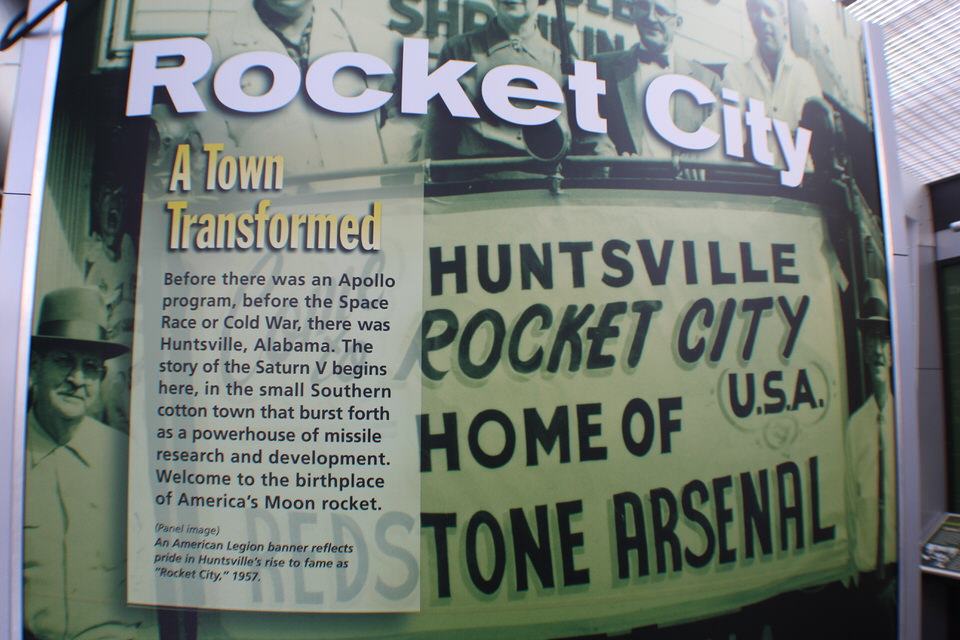 Rocket City
A Town
Transformed
Before there was an Apollo
program, before the Space
Race or Cold War, there was
Huntsville, Alabama. The
story of the Saturn V begins
here, in the small Southern
cotton town that burst forth
as a powerhouse of missile
research and development.
Welcome to the birthplace
of America's Moon rocket.
(Panel image)
An American Legion banner reflects
pride in Huntsville's rise to fame as
"Rocket City," 1957.
HUNTSVILLE
ROCKET CITY
U.S.A.
HOME OF
REDSTONE ARSENAL